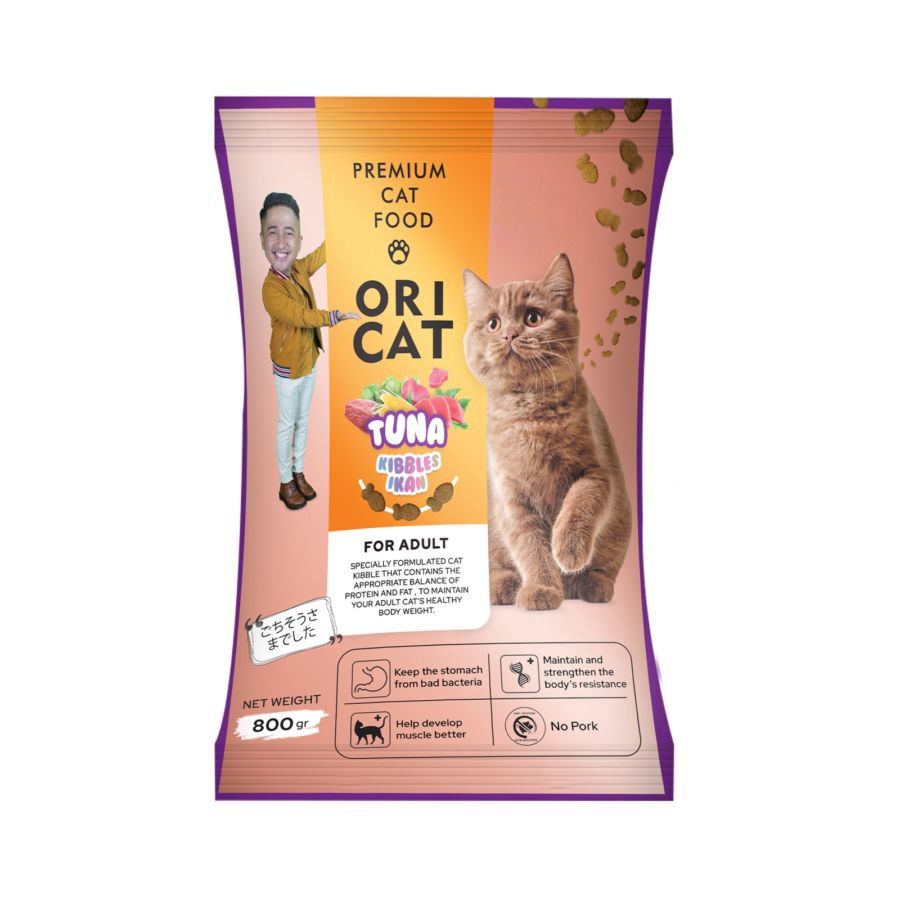 PREMIUM
CAT
FOOD
ORI
CAT
TUNA
KIBBLES
IKAN
FOR ADULT
SPECIALLY FORMULATED CAT
KIBBLE THAT CONTAINS THE
APPROPRIATE BALANCE OF
PROTEIN AND FAT , TO MAINTAIN
YOUR ADULT CAT'S HEALTHY
BODY WEIGHT.
"ごちそうさ
までした"
NET WEIGHT
800 gr
Keep the stomach
from bad bacteria
Maintain and
strengthen the
body's resistance
Help develop
muscle better
No Pork